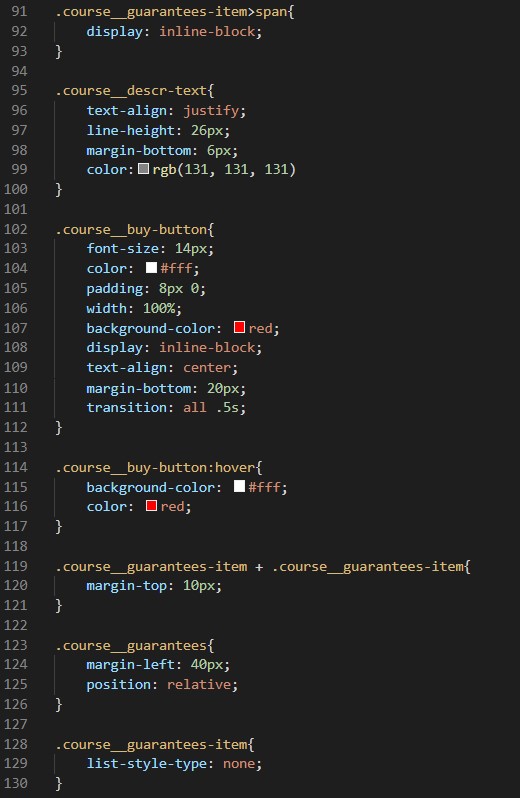 91 .course__guarantees-item>span{
92 display: inline-block;
93 }
94
95 .course__descr-text{
96 text-align: justify;
97 line-height: 26px;
98 margin-bottom: 6px;
99 color: rgb(131, 131, 131)
100 }
101
102 .course__buy-button{
103 font-size: 14px;
104 color: #fff;
105 padding: 8px 0;
106 width: 100%;
107 background-color: red;
108 display: inline-block;
109 text-align: center;
110 margin-bottom: 20px;
111 transition: all .5s;
112 }
113
114 .course__buy-button:hover{
115 background-color: #fff;
116 color: red;
117 }
118
119 .course__guarantees-item + .course__guarantees-item{
120 margin-top: 10px;
121 }
122
123 .course__guarantees{
124 margin-left: 40px;
125 position: relative;
126 }
127
128 .course__guarantees-item{
129 list-style-type: none;
130 }